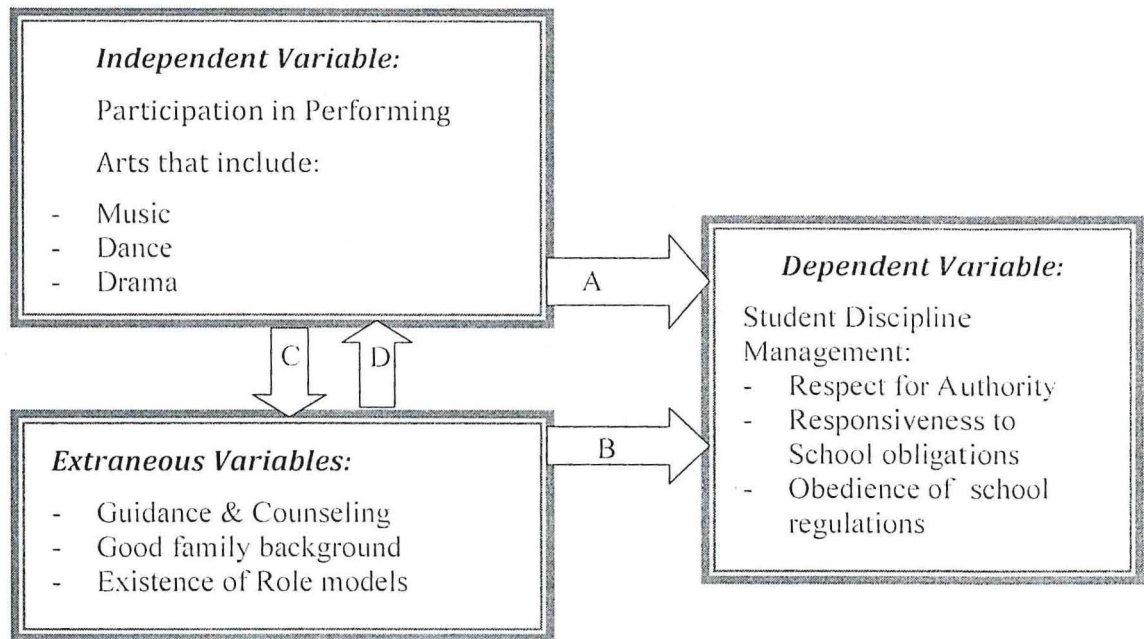 Independent Variable:
Participation in Performing
Arts that include:
- Music
- Dance
- Drama
A
Dependent Variable:
Student Discipline
Management:
- Respect for Authority
- Responsiveness to
School obligations
- Obedience of school
regulations
C
D
Extraneous Variables:
- Guidance & Counseling
- Good family background
- Existence of Role models
B